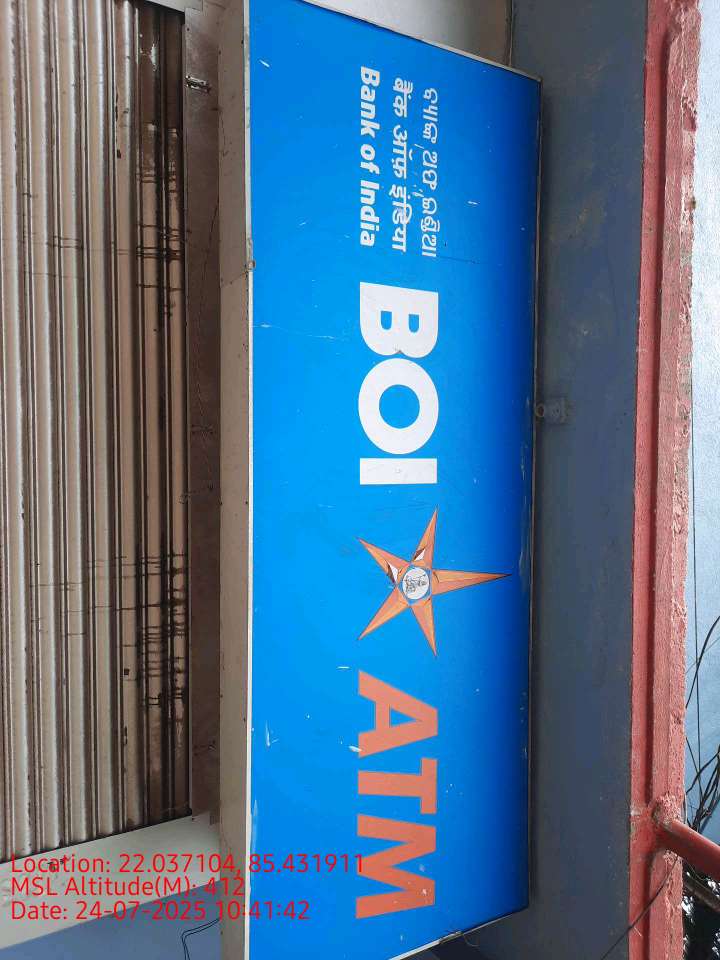 ବ୍ୟାଙ୍କ ଅଫ ଇଣ୍ଡିଆ
बैंक ऑफ़ इंडिया
Bank of India
BOI
ATM
Location: 22.037104, 85.431911
MSL Altitude(M): 412
Date: 24-07-2025 10:41:42